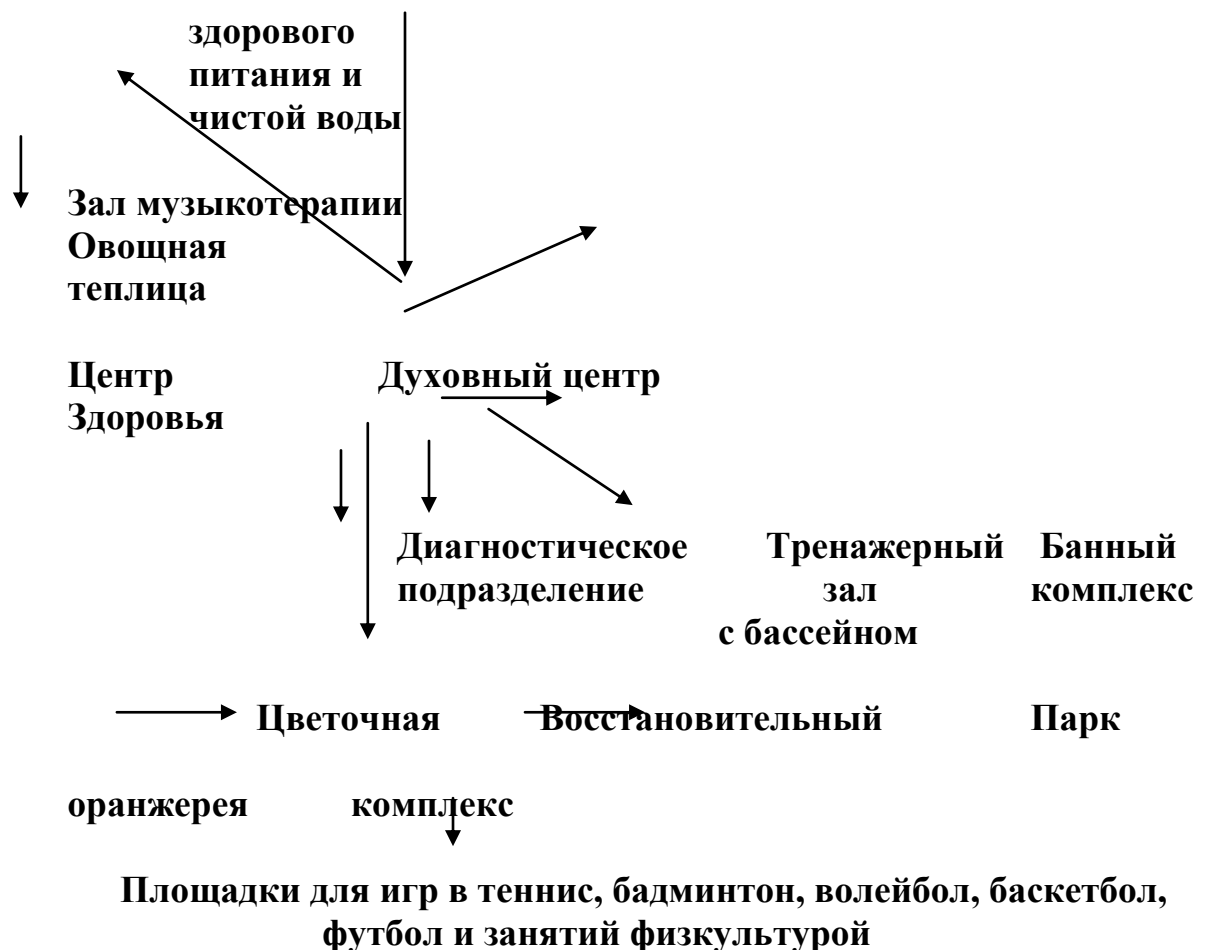 здорового
питания и
чистой воды
Зал музыкотерапии
Овощная
теплица
Центр Духовный центр
Здоровья
Диагностическое Тренажерный Банный
подразделение зал комплекс
с бассейном
Цветочная Восстановительный Парк
оранжерея комплекс
Площадки для игр в теннис, бадминтон, волейбол, баскетбол,
футбол и занятий физкультурой